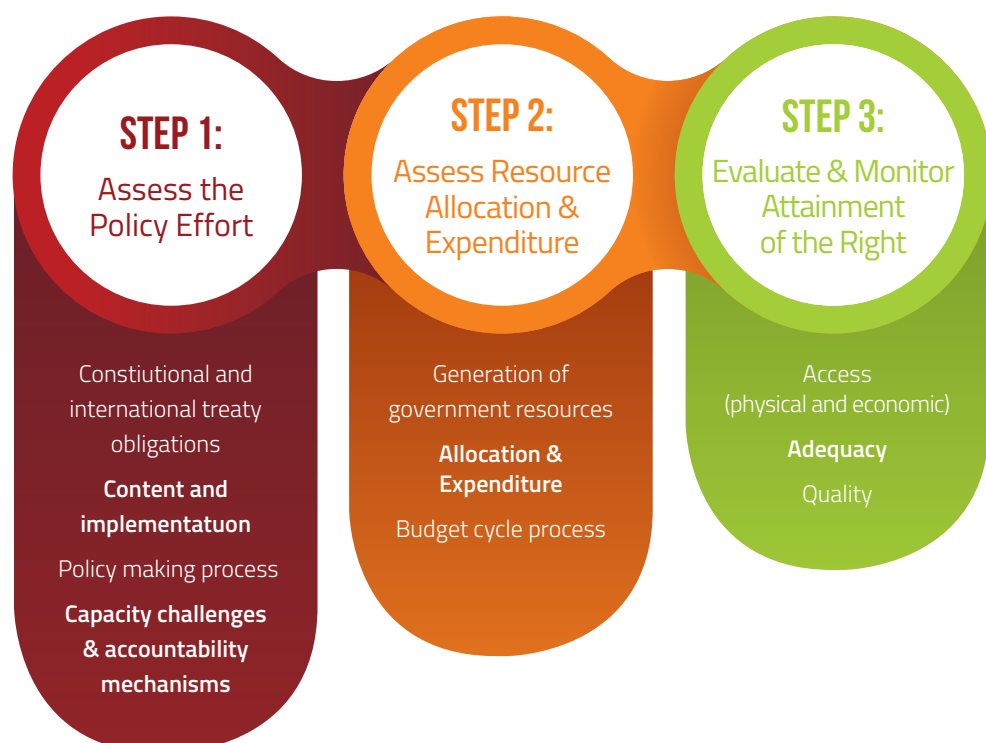 STEP 1:
Assess the
Policy Effort
Constiutional and
international treaty
obligations
Content and
implementatuon
Policy making process
Capacity challenges
& accountability
mechanisms
STEP 2:
Assess Resource
Allocation &
Expenditure
Generation of
government resources
Allocation &
Expenditure
Budget cycle process
STEP 3:
Evaluate & Monitor
Attainment
of the Right
Access
(physical and economic)
Adequacy
Quality